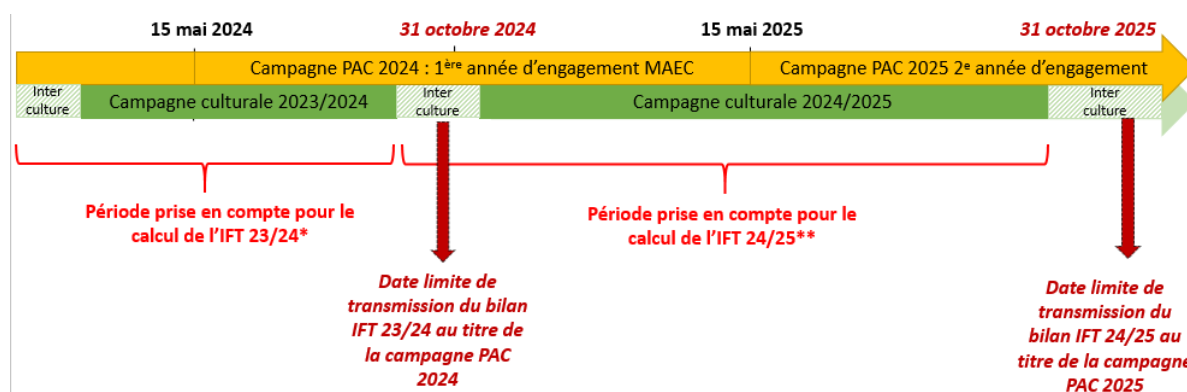 15 mai 2024
31 octobre 2024
15 mai 2025
31 octobre 2025
Campagne PAC 2024 : 1ère année d'engagement MAEC
Campagne PAC 2025 2e année d'engagement
Inter
culture
Campagne culturale 2023/2024
Inter
culture
Campagne culturale 2024/2025
Inter
culture
Période prise en compte pour le
calcul de l'IFT 23/24*
Période prise en compte pour le
calcul de l'IFT 24/25**
Date limite de
transmission du bilan
IFT 23/24 au titre de
la campagne PAC
2024
Date limite de
transmission du
bilan IFT 24/25 au
titre de la campagne
PAC 2025